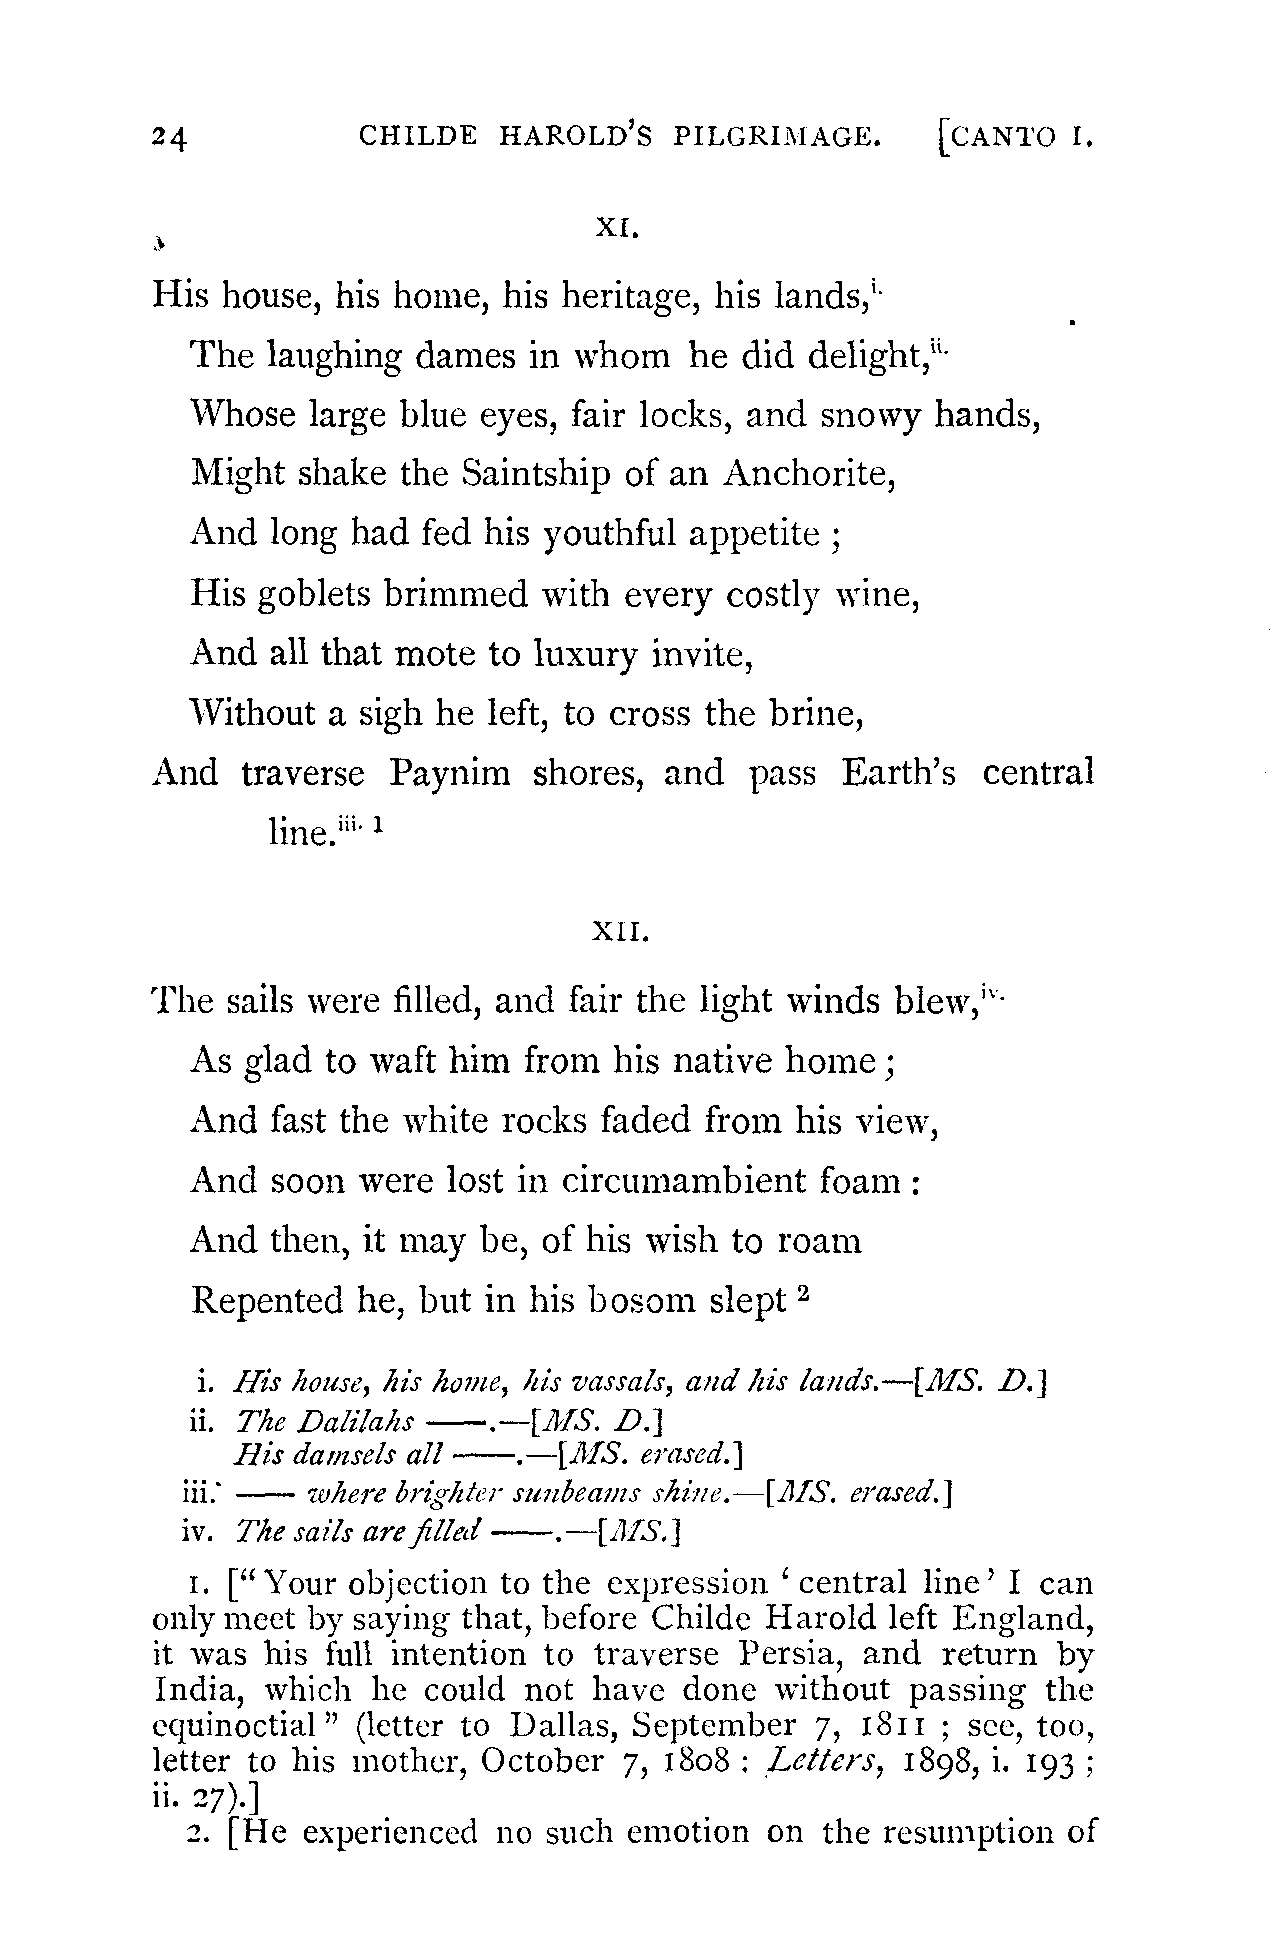 24 CHILDE HAROLD'S PILGRIMAGE. [CANTO I.
XI.
His house, his home, his heritage, his lands,i.
The laughing dames in whom he did delight,ii.
Whose large blue eyes, fair locks, and snowy hands,
Might shake the Saintship of an Anchorite,
And long had fed his youthful appetite ;
His goblets brimmed with every costly wine,
And all that mote to luxury invite,
Without a sigh he left, to cross the brine,
And traverse Paynim shores, and pass Earth's central
line.iii. 1
XII.
The sails were filled, and fair the light winds blew,iv.
As glad to waft him from his native home ;
And fast the white rocks faded from his view,
And soon were lost in circumambient foam :
And then, it may be, of his wish to roam
Repented he, but in his bosom slept 2
i. His house, his home, his vassals, and his lands.—[MS. D.]
ii. The Dalilahs ——.—[MS. D.]
His damsels all ——.—[MS. erased.]
iii. —— where brighter sunbeams shine.—[MS. erased.]
iv. The sails are filled ——.—[MS.]
1. ["Your objection to the expression 'central line' I can
only meet by saying that, before Childe Harold left England,
it was his full intention to traverse Persia, and return by
India, which he could not have done without passing the
equinoctial" (letter to Dallas, September 7, 1811 ; see, too,
letter to his mother, October 7, 1808 : Letters, 1898, i. 193 ;
ii. 27).]
2. [He experienced no such emotion on the resumption of